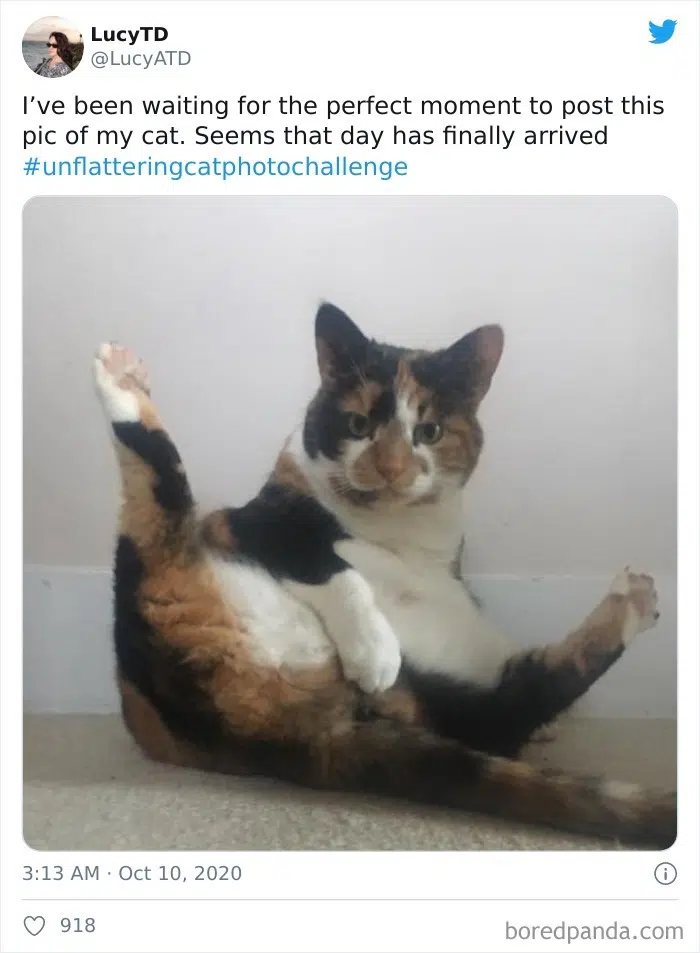 LucyTD
@LucyATD
I’ve been waiting for the perfect moment to post this
pic of my cat. Seems that day has finally arrived
#unflatteringcatphotochallenge
3:13 AM · Oct 10, 2020
918
boredpanda.com